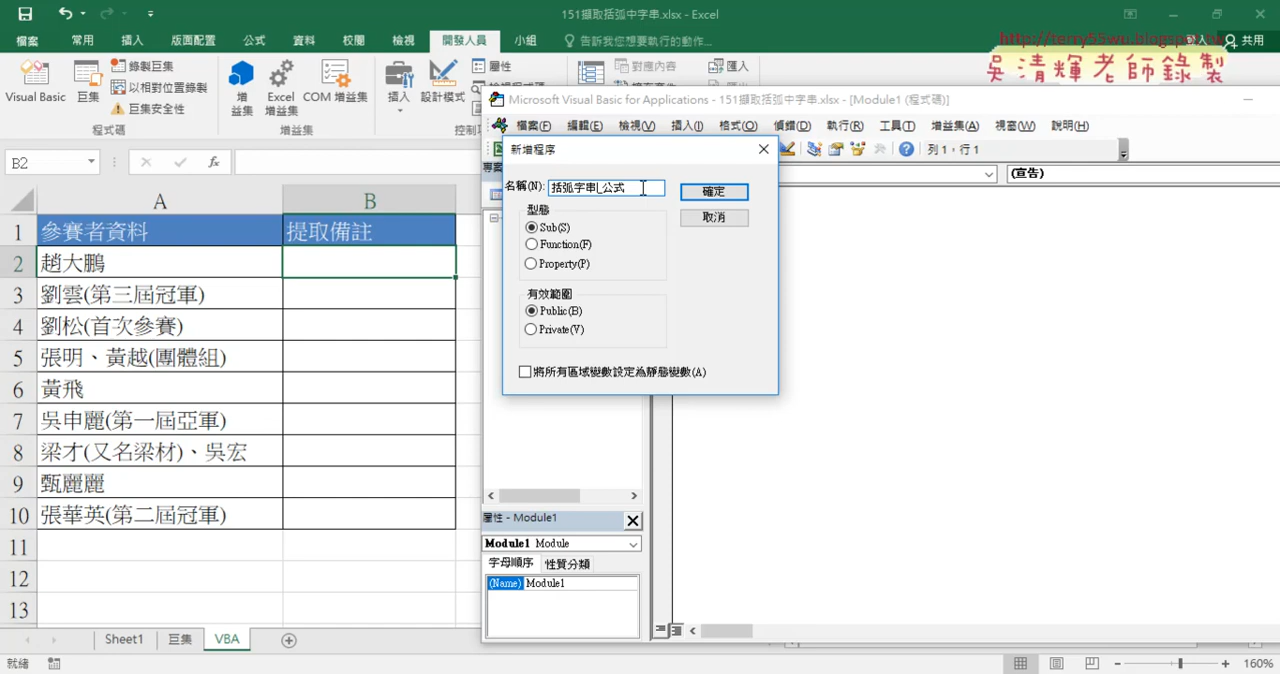 151擷取括弧中字串.xlsx - Excel
檔案 常用 插入 版面配置 公式 資料 校閱 檢視 開發人員 小組 告訴我您想要執行的動作... 登入 共用
http://terry55wu.blogspot.tw
吳清輝老師錄製
Visual Basic 巨集 錄製巨集 以相對位置錄製 巨集安全性 程式碼
增益集 Excel 增益集 COM 增益集 增益集
插入 設計模式 屬性 控制項
對應內容 匯入
B2 fx
A B
1 參賽者資料 提取備註
2 趙大鵬
3 劉雲(第三屆冠軍)
4 劉松(首次參賽)
5 張明、黃越(團體組)
6 黃飛
7 吳申麗(第一屆亞軍)
8 梁才(又名梁材)、吳宏
9 甄麗麗
10 張華英(第二屆冠軍)
11
12
13
Sheet1 巨集 VBA
就緒 160%
Microsoft Visual Basic for Applications - 151擷取括弧中字串.xlsx - [Module1 (程式碼)]
檔案(F) 編輯(E) 檢視(V) 插入(I) 格式(O) 偵錯(D) 執行(R) 工具(T) 增益集(A) 視窗(W) 說明(H)
列 1，行 1
(宣告)
新增程序
名稱(N): 括弧字串_公式
確定
取消
型態
Sub(S)
Function(F)
Property(P)
有效範圍
Public(B)
Private(V)
將所有區域變數設定為靜態變數(A)
屬性 - Module1
Module1 Module
字母順序 性質分類
(Name) Module1